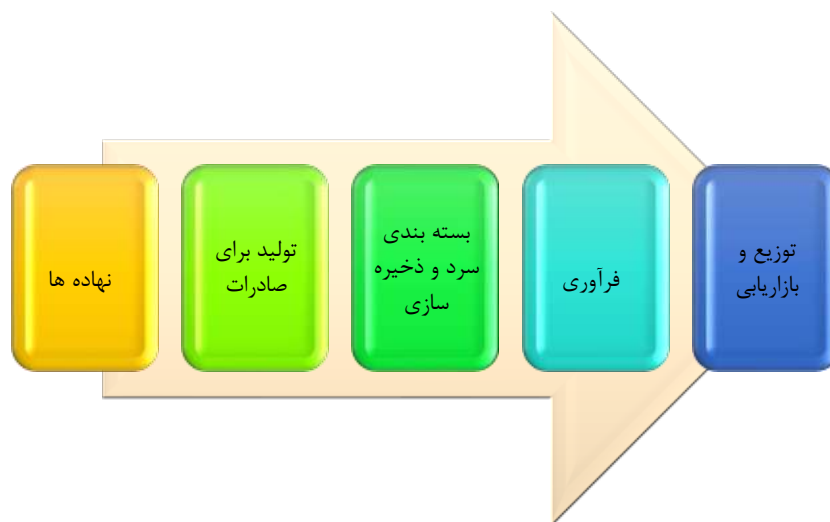 نهاده ها
تولید برای
صادرات
بسته بندی
سرد و ذخیره
سازی
فرآوری
توزیع و
بازاریابی